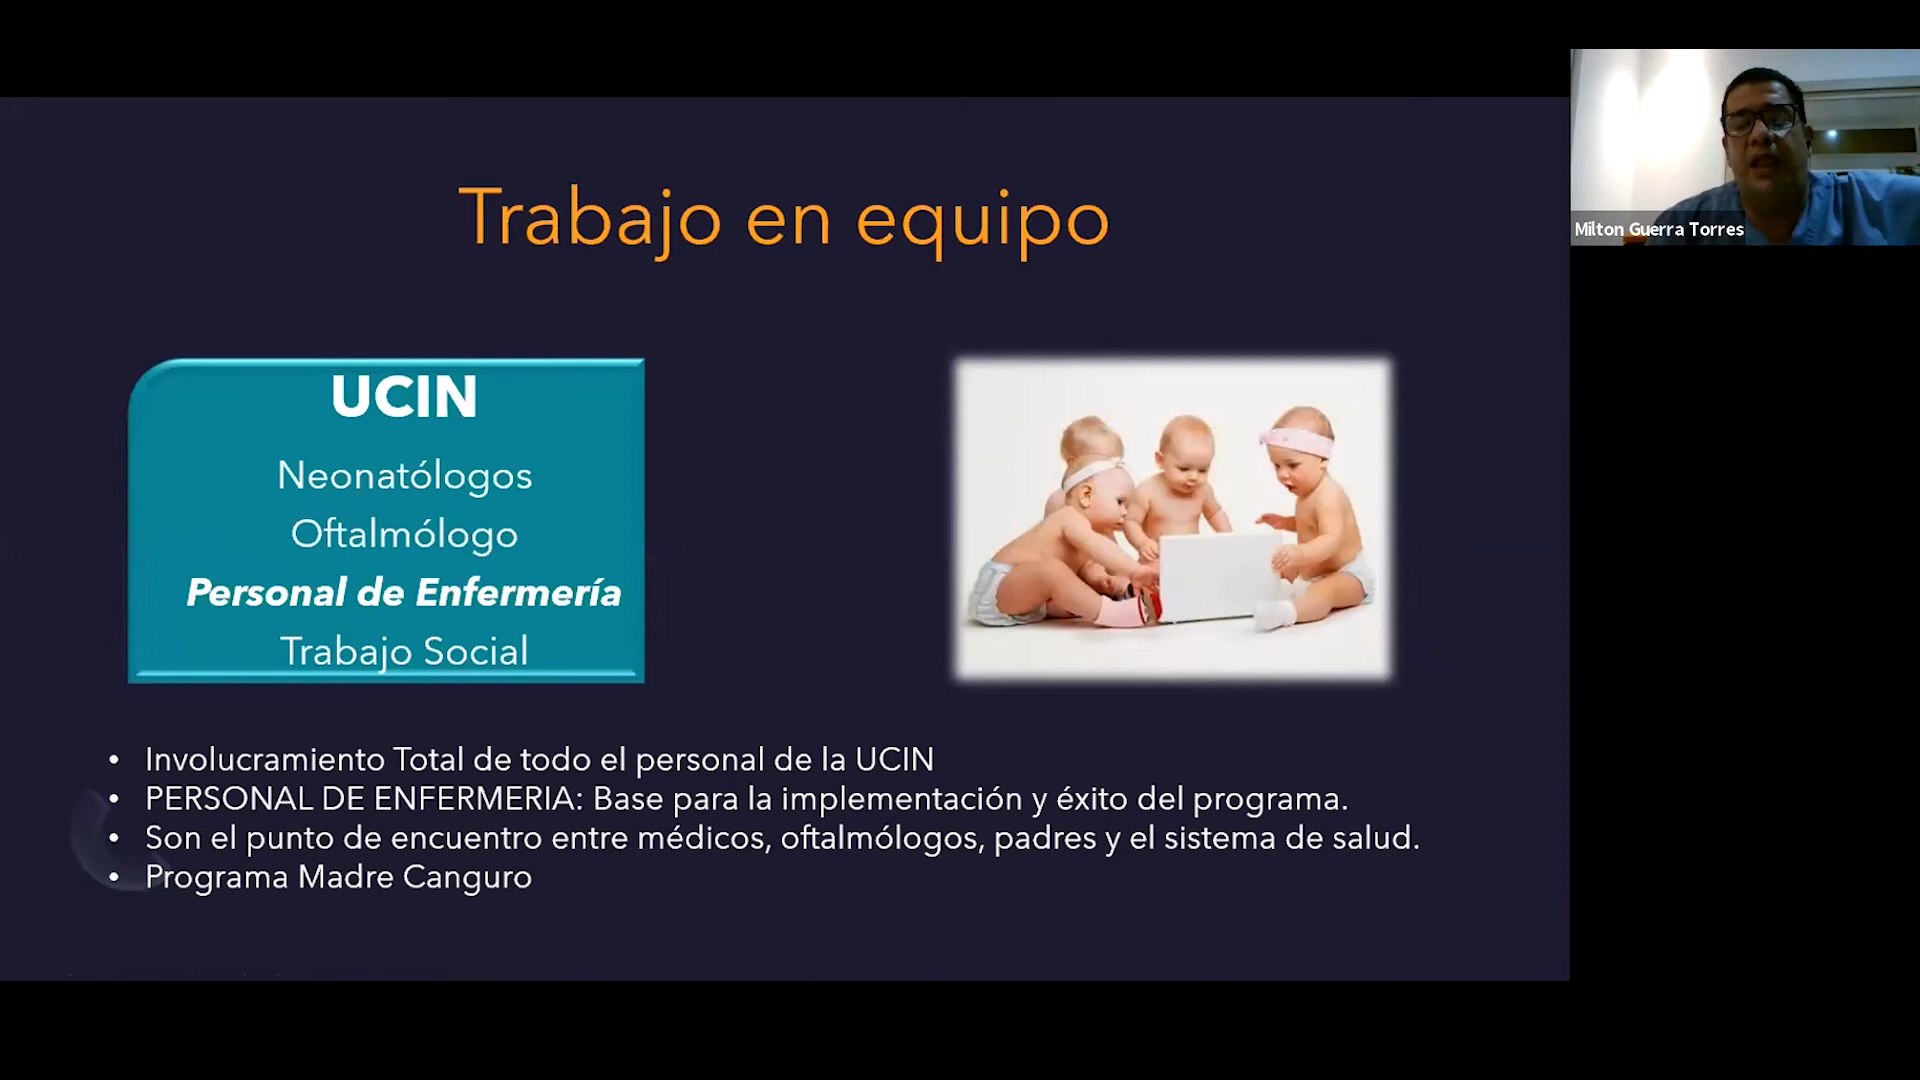 Trabajo en equipo
Milton Guerra Torres
UCIN
Neonatólogos
Oftalmólogo
Personal de Enfermería
Trabajo Social
• Involucramiento Total de todo el personal de la UCIN
• PERSONAL DE ENFERMERIA: Base para la implementación y éxito del programa.
• Son el punto de encuentro entre médicos, oftalmólogos, padres y el sistema de salud.
• Programa Madre Canguro